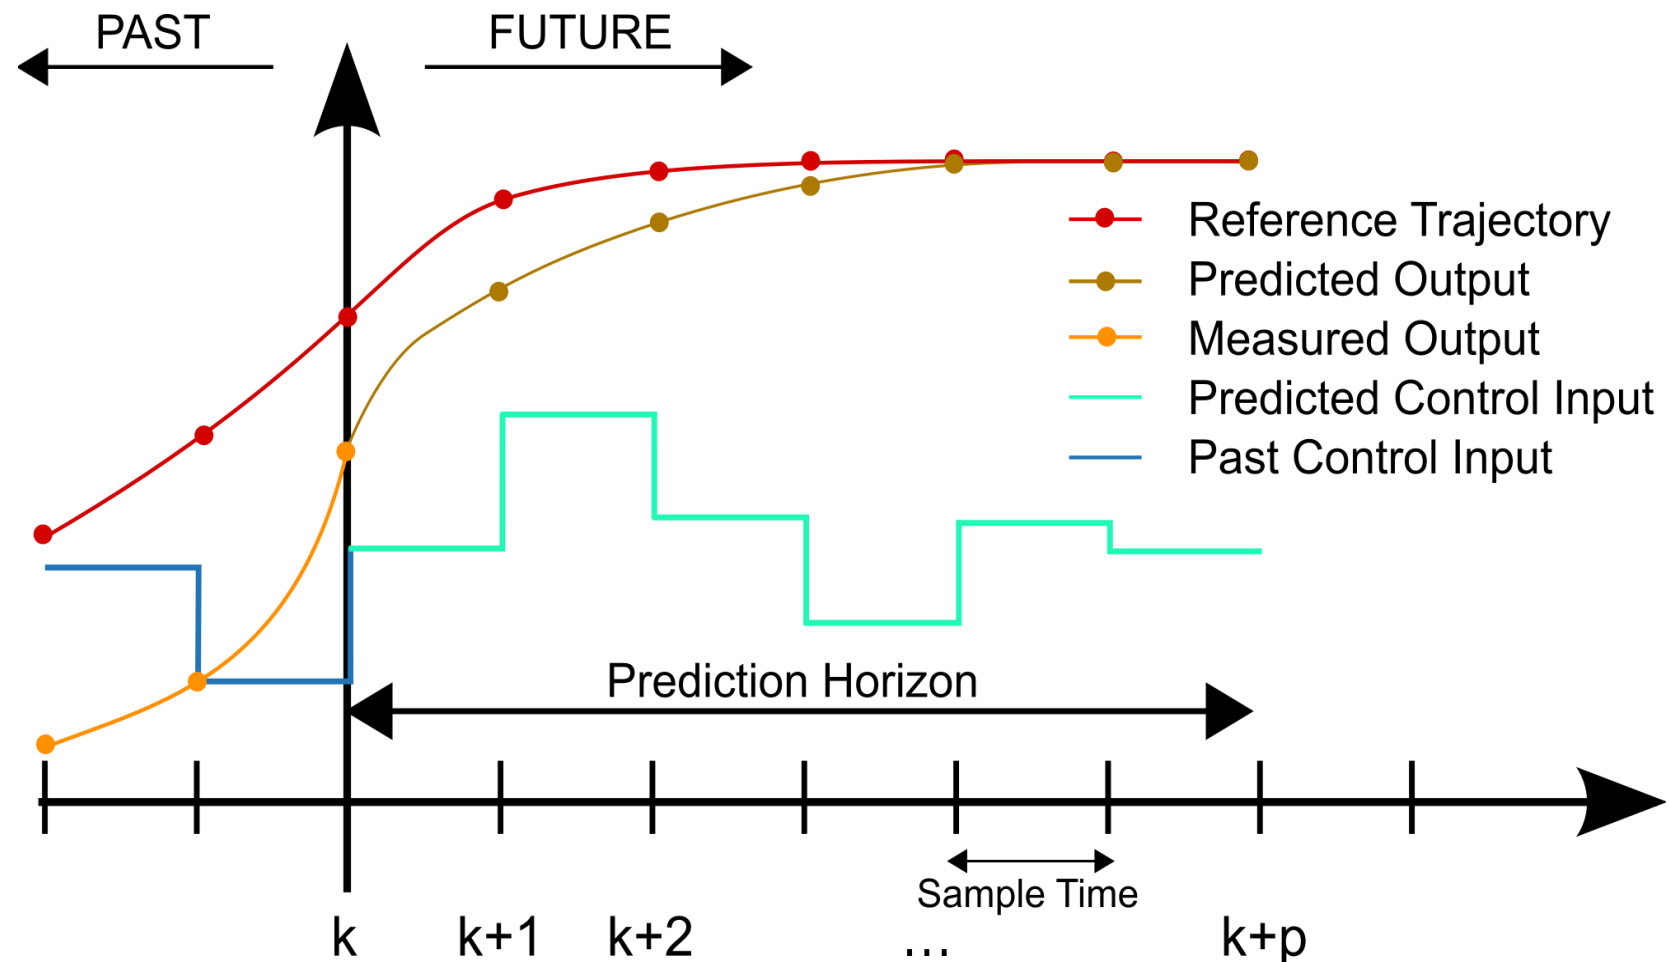 PAST
FUTURE
Reference Trajectory
Predicted Output
Measured Output
Predicted Control Input
Past Control Input
Prediction Horizon
Sample Time
k
k+1
k+2
...
k+p